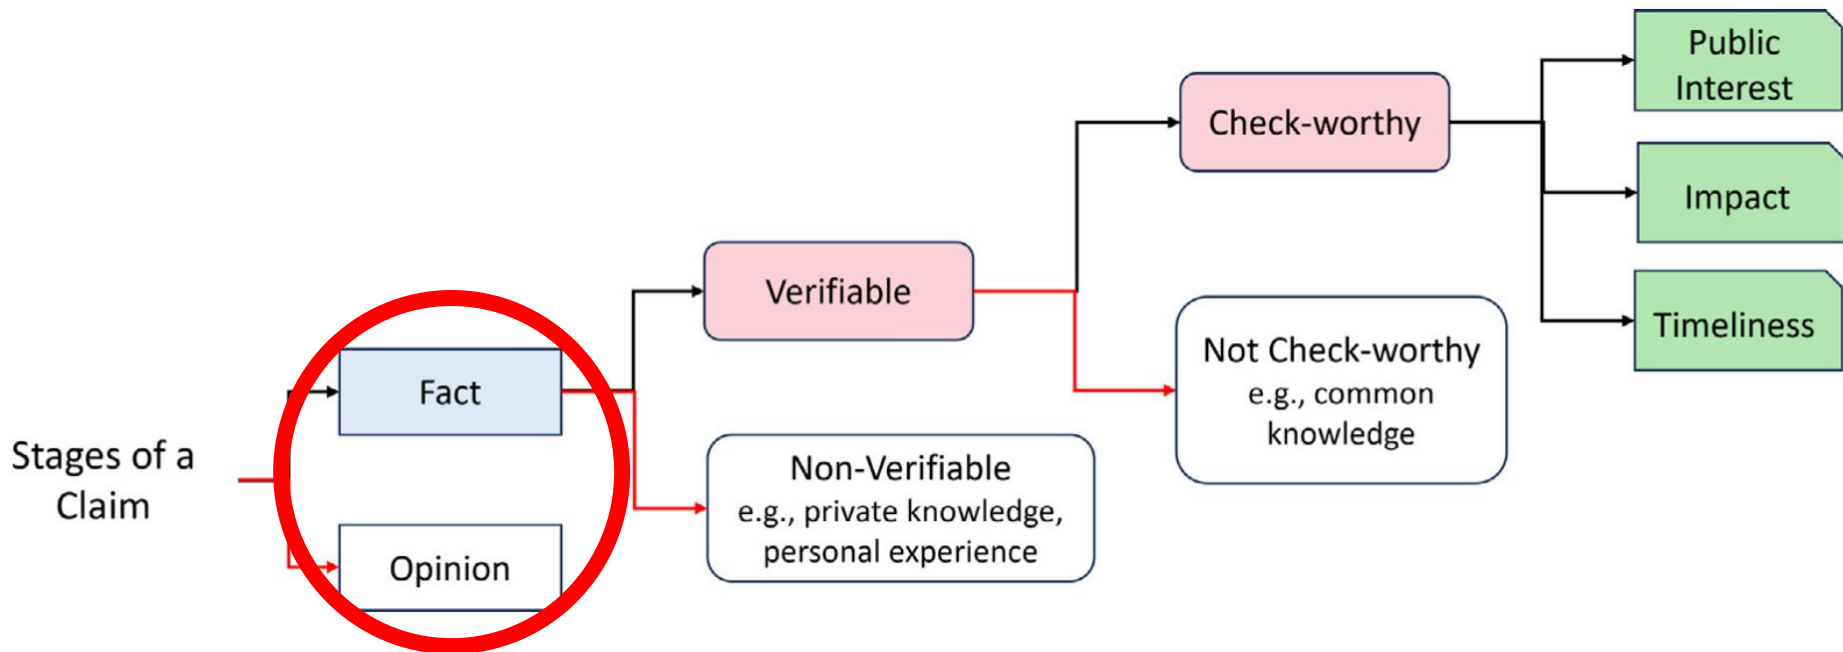 Stages of a
Claim
Fact
Opinion
Verifiable
Non-Verifiable
e.g., private knowledge,
personal experience
Check-worthy
Not Check-worthy
e.g., common
knowledge
Public
Interest
Impact
Timeliness